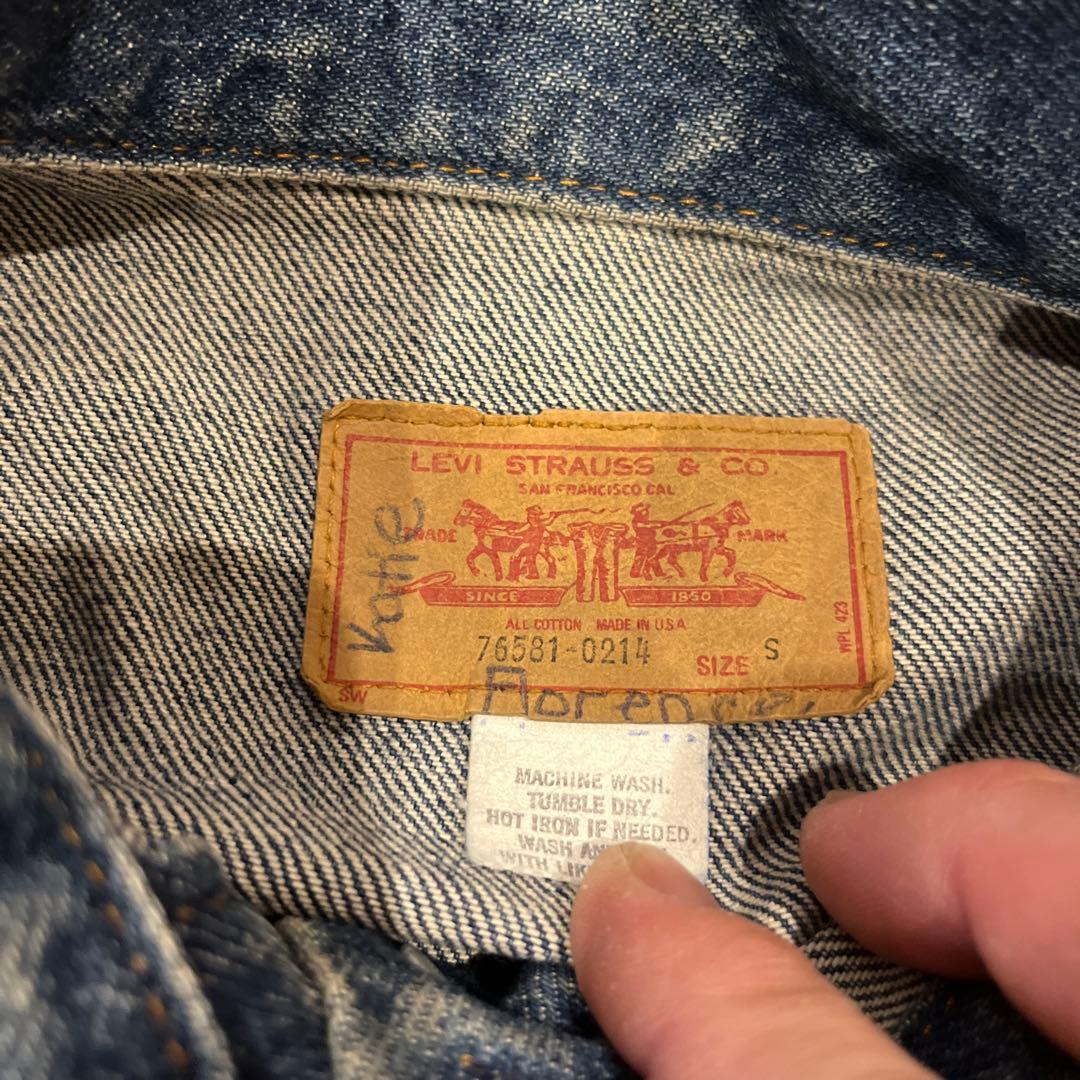 LEVI STRAUSS & CO.
SAN FRANCISCO CAL
TRADE MARK
SINCE 1850
ALL COTTON MADE IN U.S.A
76581-0214 SIZE S
WPL 423
SW
Katie
Florence
MACHINE WASH.
TUMBLE DRY.
HOT IRON IF NEEDED.
WASH
WITH